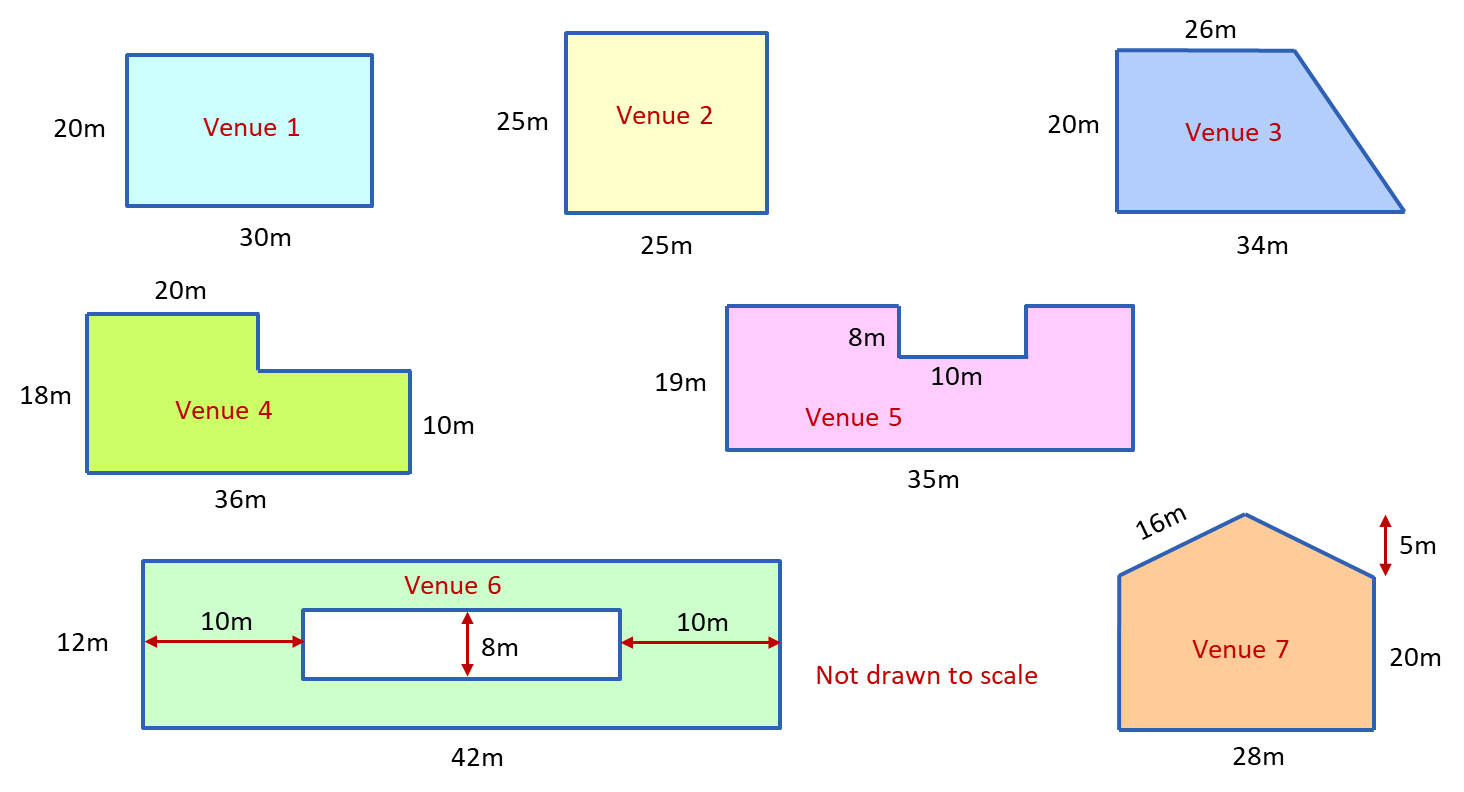 26m
20m
Venue 1
30m
25m
Venue 2
25m
20m
Venue 3
34m
20m
18m
Venue 4
10m
36m
8m
10m
19m
Venue 5
35m
Venue 6
10m
10m
12m
8m
42m
Not drawn to scale
16m
5m
Venue 7
20m
28m